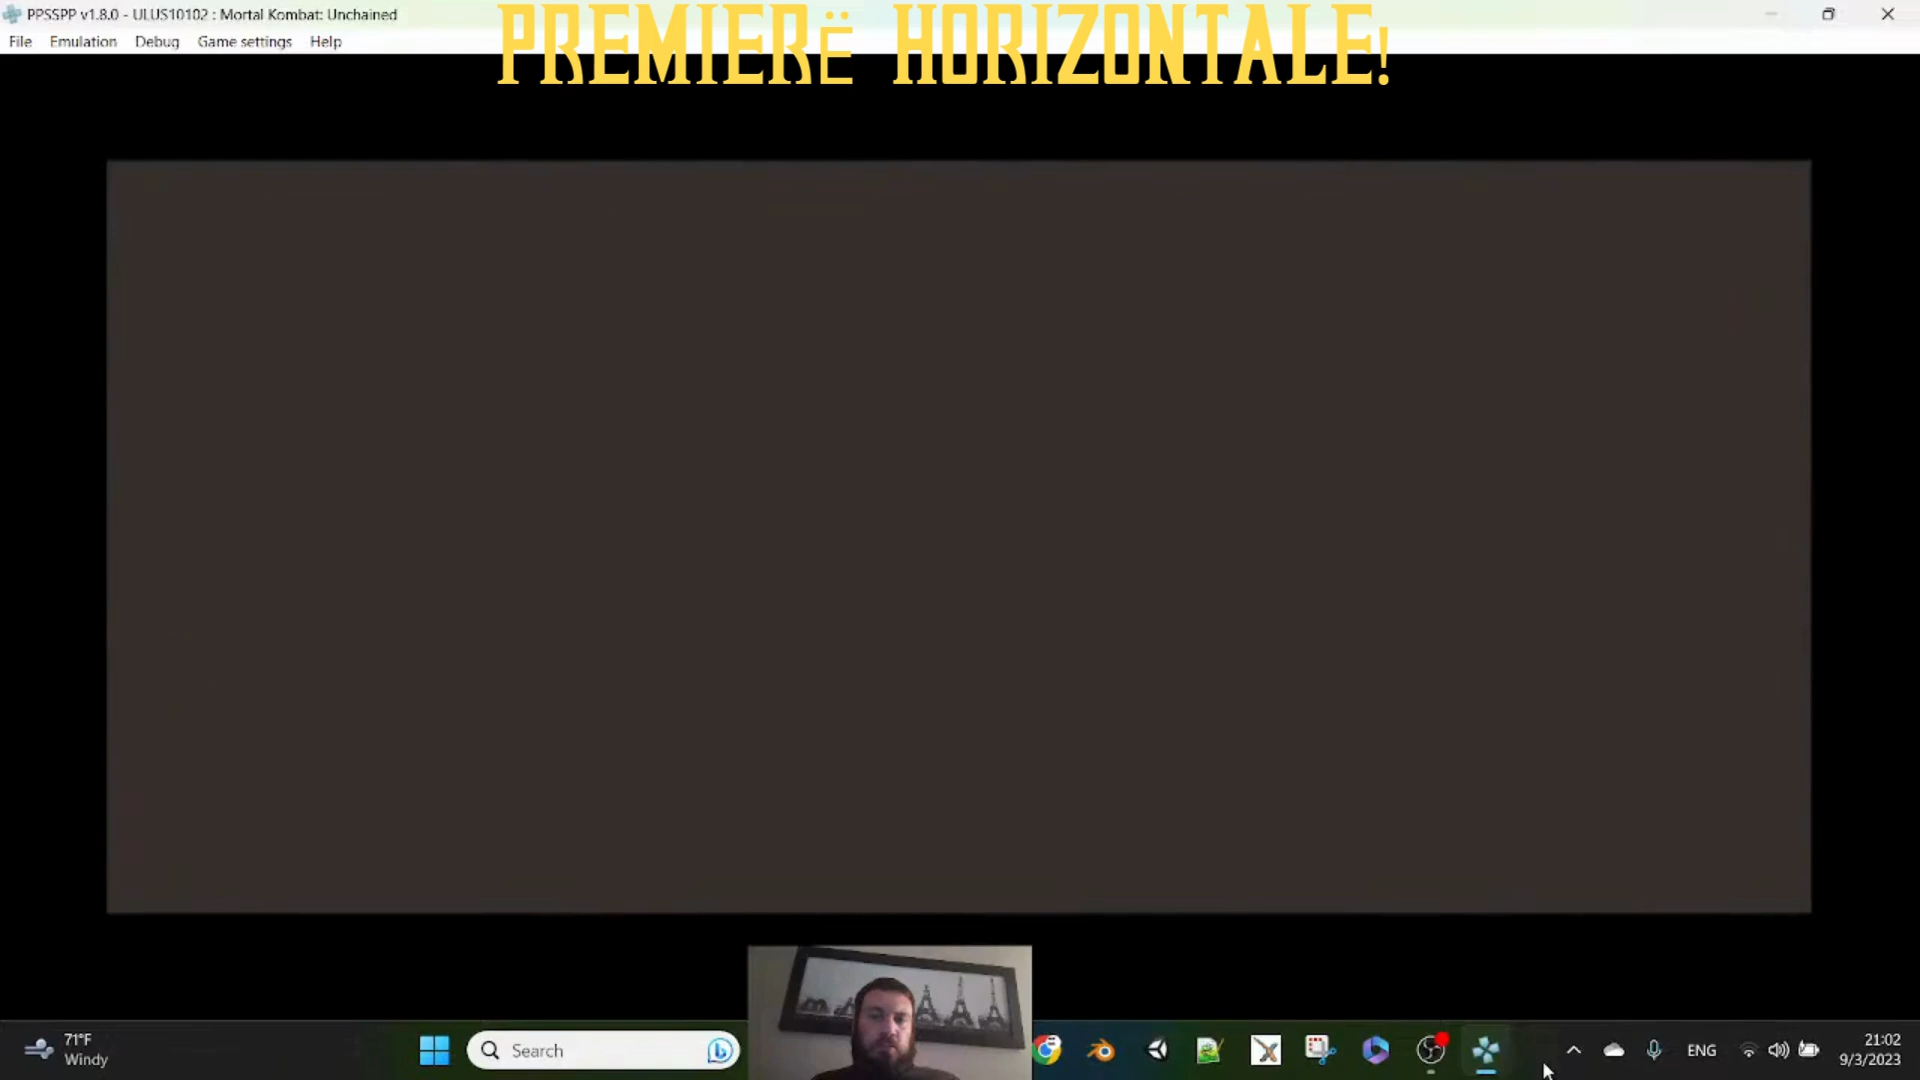 PPSSPP v1.8.0 - ULUS10102 : Mortal Kombat: Unchained
File Emulation Debug Game settings Help
PREMIERË HORIZONTALE!
71°F
Windy
Search
ENG
21:02
9/3/2023